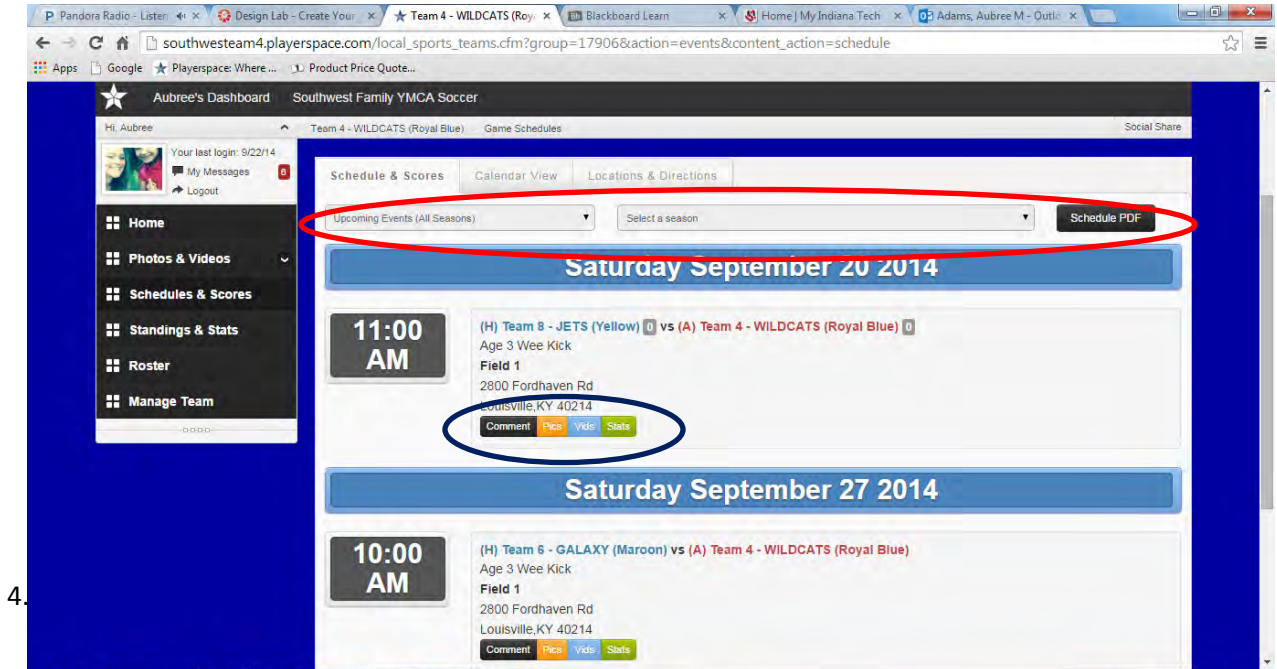 Pandora Radio - Listen
Design Lab - Create Your
Team 4 - WILDCATS (Roy
Blackboard Learn
Home | My Indiana Tech
Adams, Aubree M - Outlo
southwesteam4.playerspace.com/local_sports_teams.cfm?group=17906&action=events&content_action=schedule
Apps Google Playerspace: Where ... Product Price Quote...
Aubree's Dashboard Southwest Family YMCA Soccer
Hi, Aubree Team 4 - WILDCATS (Royal Blue) Game Schedules Social Share
Your last login: 9/22/14
My Messages
Logout
Home
Photos & Videos
Schedules & Scores
Standings & Stats
Roster
Manage Team
Schedule & Scores Calendar View Locations & Directions
Upcoming Events (All Seasons) Select a season Schedule PDF
Saturday September 20 2014
11:00
AM
(H) Team 8 - JETS (Yellow) 0 vs (A) Team 4 - WILDCATS (Royal Blue) 0
Age 3 Wee Kick
Field 1
2800 Fordhaven Rd
Louisville,KY 40214
Comment Pics Vids Stats
Saturday September 27 2014
10:00
AM
(H) Team 6 - GALAXY (Maroon) vs (A) Team 4 - WILDCATS (Royal Blue)
Age 3 Wee Kick
Field 1
2800 Fordhaven Rd
Louisville,KY 40214
Comment Pics Vids Stats
4.